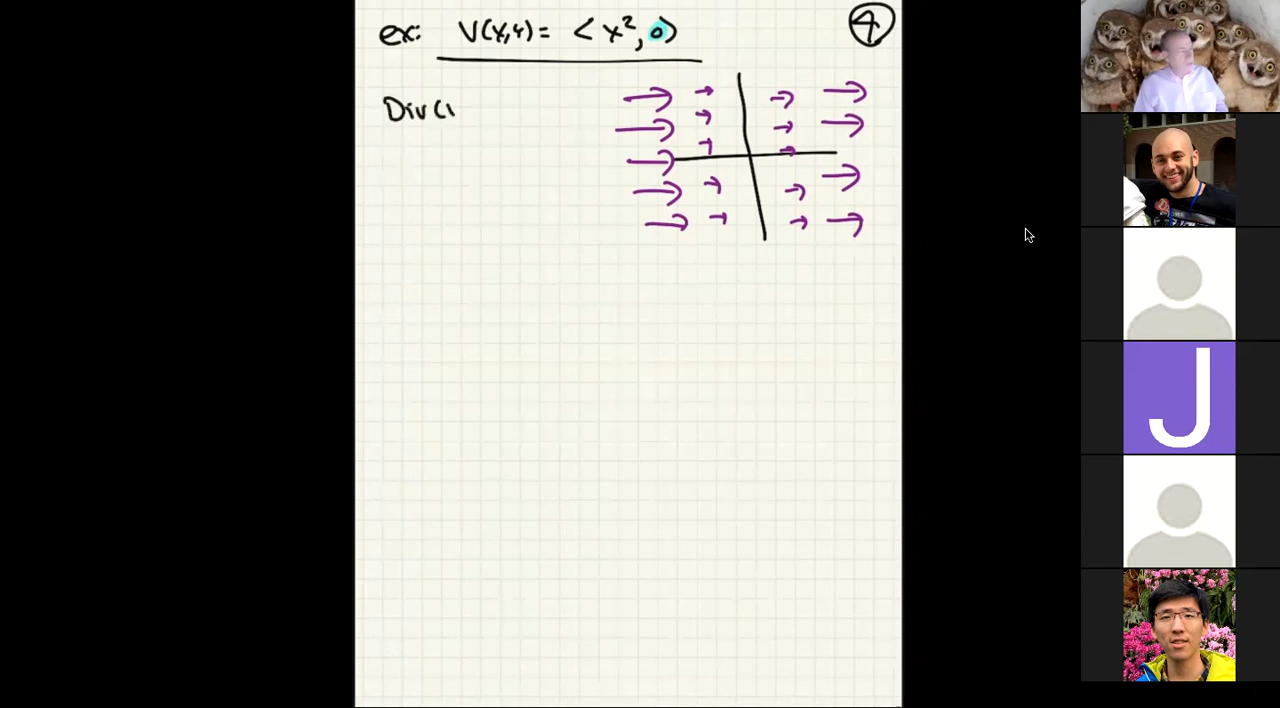 ex: V(x,y) = < x², 0> ④
Div(
J